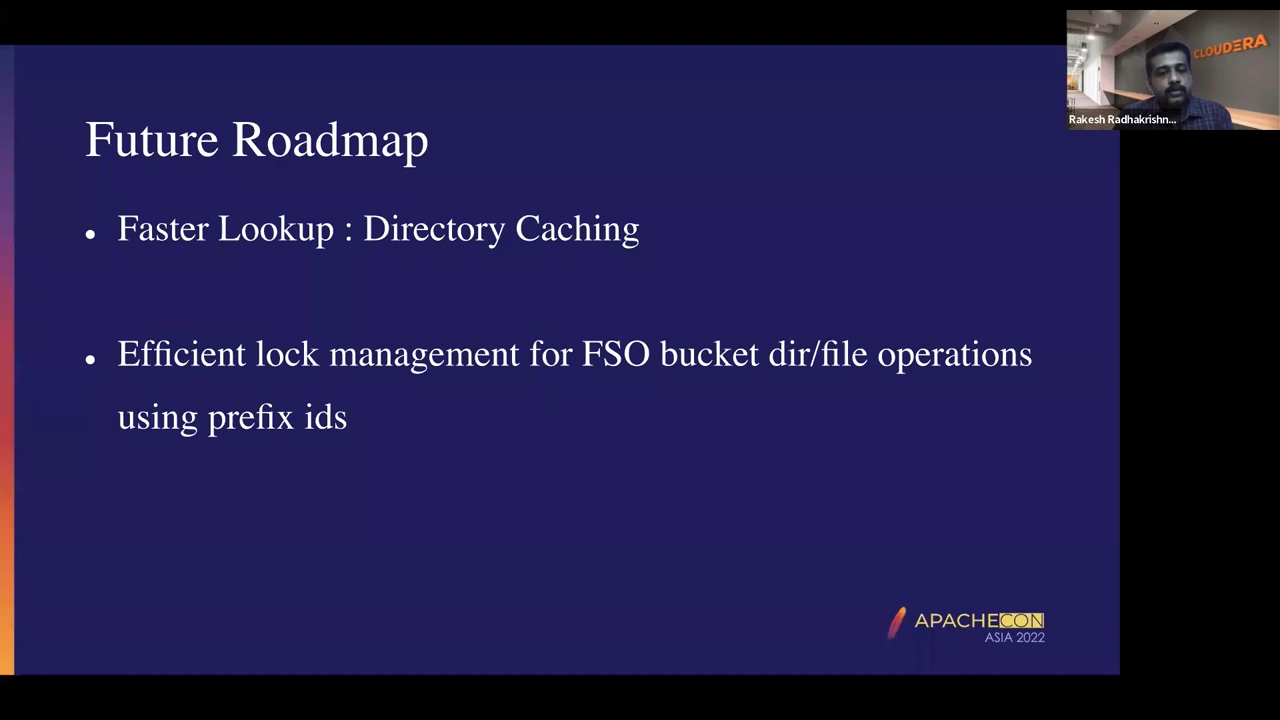 CLOUDERA
Rakesh Radhakrishn...
Future Roadmap
• Faster Lookup : Directory Caching
• Efficient lock management for FSO bucket dir/file operations
using prefix ids
APACHECON
ASIA 2022